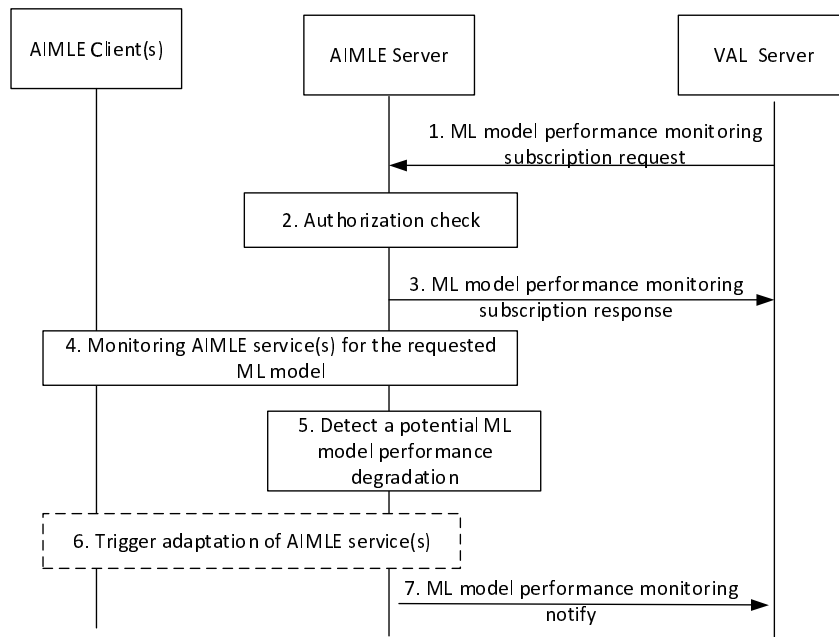 AIMLE Client(s)
AIMLE Server
VAL Server
1. ML model performance monitoring
subscription request
2. Authorization check
3. ML model performance monitoring
subscription response
4. Monitoring AIMLE service(s) for the requested
ML model
5. Detect a potential ML
model performance
degradation
6. Trigger adaptation of AIMLE service(s)
7. ML model performance monitoring
notify